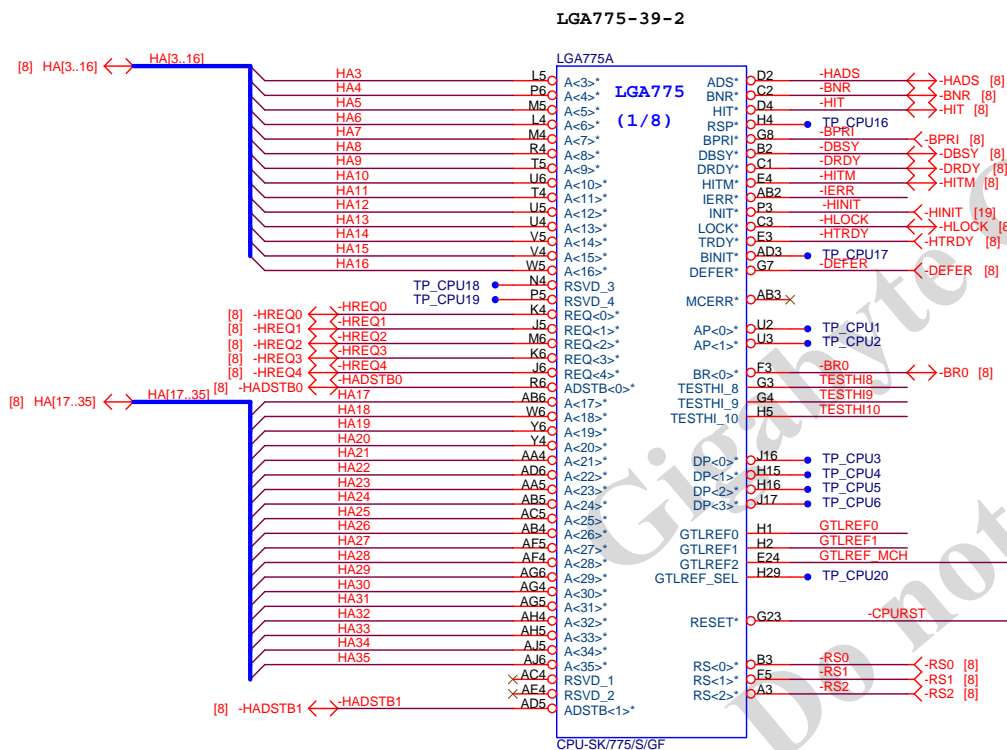 LGA775-39-2
LGA775A
LGA775
(1/8)
[8] HA[3..16] HA[3..16]
HA3 L5 A<3>* ADS* D2 -HADS -HADS [8]
HA4 P6 A<4>* BNR* C2 -BNR -BNR [8]
HA5 M5 A<5>* HIT* D4 -HIT -HIT [8]
HA6 L4 A<6>* RSP* H4 TP_CPU16
HA7 M4 A<7>* BPRI* G8 -BPRI -BPRI [8]
HA8 R4 A<8>* DBSY* B2 -DBSY -DBSY [8]
HA9 T5 A<9>* DRDY* C1 -DRDY -DRDY [8]
HA10 U6 A<10>* HITM* E4 -HITM -HITM [8]
HA11 T4 A<11>* IERR* AB2 -IERR
HA12 U5 A<12>* INIT* P3 -HINIT -HINIT [19]
HA13 U4 A<13>* LOCK* C3 -HLOCK -HLOCK [8
HA14 V5 A<14>* TRDY* E3 -HTRDY -HTRDY [8]
HA15 V4 A<15>* BINIT* AD3 TP_CPU17
HA16 W5 A<16>* DEFER* G7 -DEFER -DEFER [8]
TP_CPU18 N4 RSVD_3
TP_CPU19 P5 RSVD_4 MCERR* AB3
[8] -HREQ0 -HREQ0 K4 REQ<0>*
[8] -HREQ1 -HREQ1 J5 REQ<1>* AP<0>* U2 TP_CPU1
[8] -HREQ2 -HREQ2 M6 REQ<2>* AP<1>* U3 TP_CPU2
[8] -HREQ3 -HREQ3 K6 REQ<3>*
[8] -HREQ4 -HREQ4 J6 REQ<4>* BR<0>* F3 -BR0 -BR0 [8]
[8] -HADSTB0 -HADSTB0 R6 ADSTB<0>* TESTHI_8 G3 TESTHI8
[8] HA[17..35] HA[17..35]
HA17 AB6 A<17>* TESTHI_9 G4 TESTHI9
HA18 W6 A<18>* TESTHI_10 H5 TESTHI10
HA19 Y6 A<19>*
HA20 Y4 A<20>*
HA21 AA4 A<21>* DP<0>* J16 TP_CPU3
HA22 AD6 A<22>* DP<1>* H15 TP_CPU4
HA23 AA5 A<23>* DP<2>* H16 TP_CPU5
HA24 AB5 A<24>* DP<3>* J17 TP_CPU6
HA25 AC5 A<25>*
HA26 AB4 A<26>* GTLREF0 H1 GTLREF0
HA27 AF5 A<27>* GTLREF1 H2 GTLREF1
HA28 AF4 A<28>* GTLREF2 E24 GTLREF_MCH
HA29 AG6 A<29>* GTLREF_SEL H29 TP_CPU20
HA30 AG4 A<30>*
HA31 AG5 A<31>*
HA32 AH4 A<32>* RESET* G23 -CPURST
HA33 AH5 A<33>*
HA34 AJ5 A<34>*
HA35 AJ6 A<35>* RS<0>* B3 -RS0 -RS0 [8]
AC4 RSVD_1 RS<1>* F5 -RS1 -RS1 [8]
AE4 RSVD_2 RS<2>* A3 -RS2 -RS2 [8]
[8] -HADSTB1 -HADSTB1 AD5 ADSTB<1>*
CPU-SK/775/S/GF
Gigabyte C
Do not